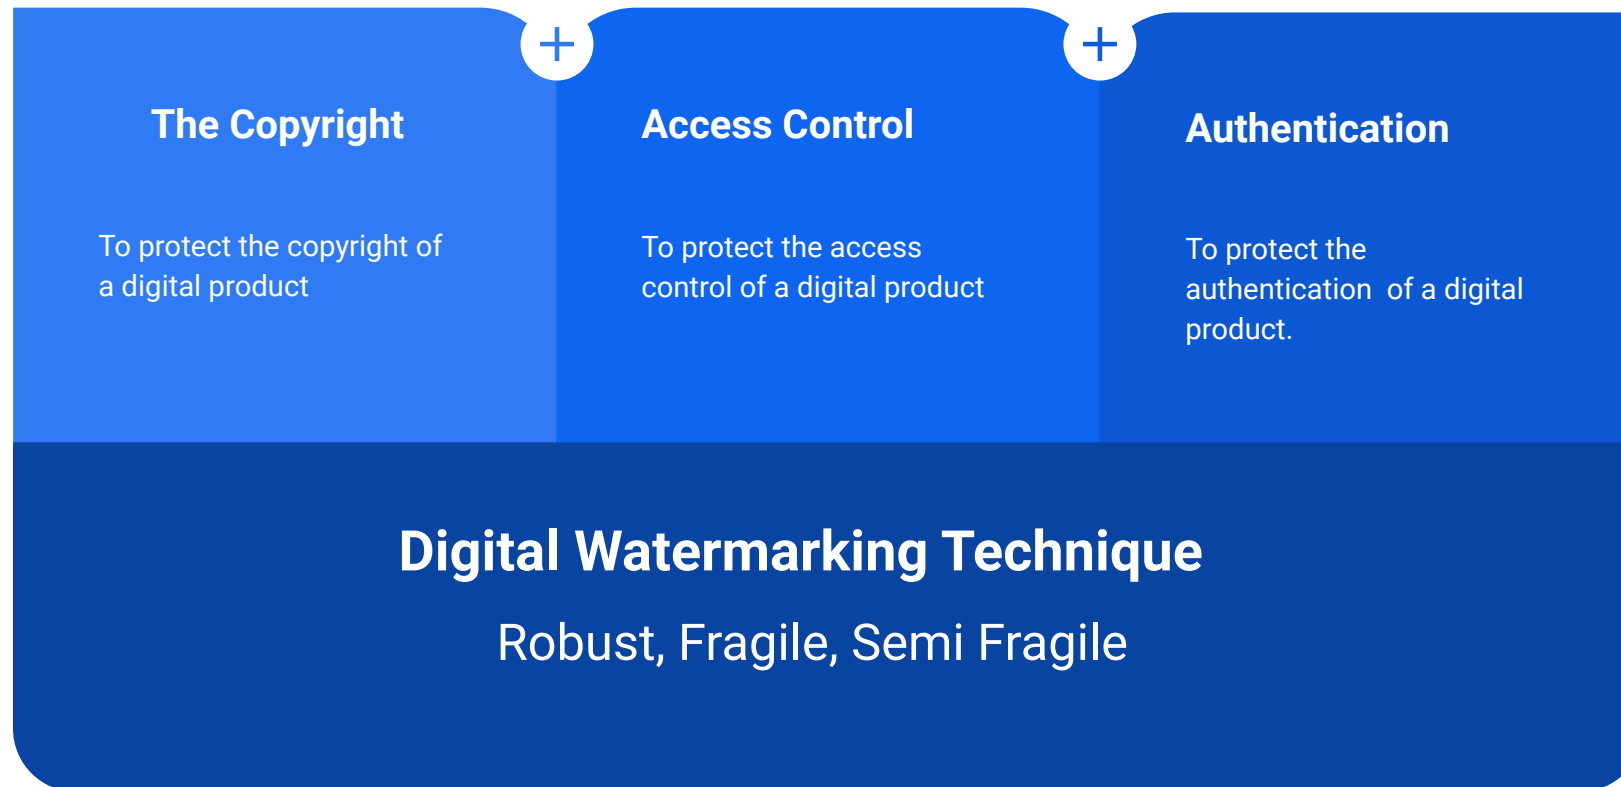 The Copyright
To protect the copyright of
a digital product
Access Control
To protect the access
control of a digital product
Authentication
To protect the
authentication  of a digital
product.
Digital Watermarking Technique
Robust, Fragile, Semi Fragile